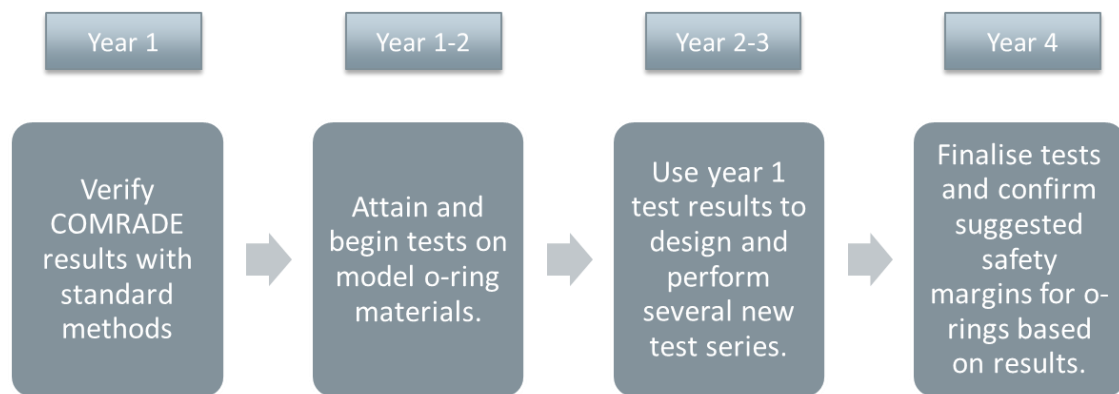 Year 1
Year 1-2
Year 2-3
Year 4
Verify
COMRADE
results with
standard
methods
Attain and
begin tests on
model o-ring
materials.
Use year 1
test results to
design and
perform
several new
test series.
Finalise tests
and confirm
suggested
safety
margins for o-
rings based
on results.